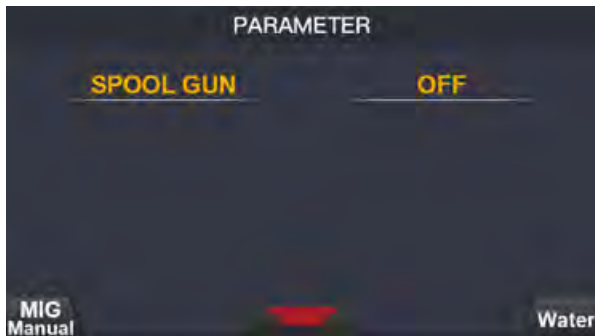 PARAMETER
SPOOL GUN OFF
MIG
Manual
Water